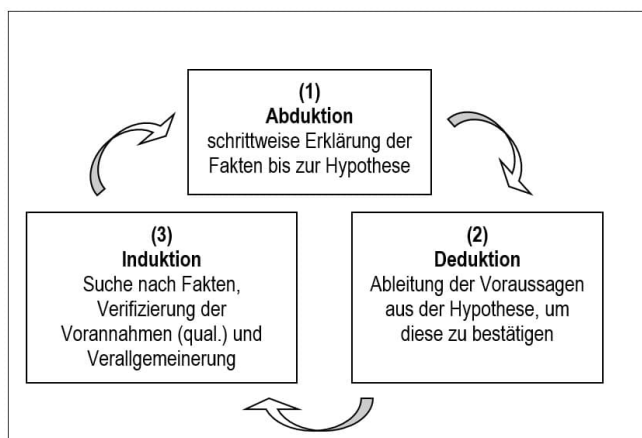 (1)
Abduktion
schrittweise Erklärung der
Fakten bis zur Hypothese
(2)
Deduktion
Ableitung der Voraussagen
aus der Hypothese, um
diese zu bestätigen
(3)
Induktion
Suche nach Fakten,
Verifizierung der
Vorannahmen (qual.) und
Verallgemeinerung